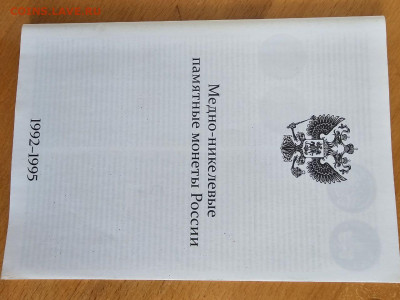 Медно-никелевые
памятные монеты России
1992–1995